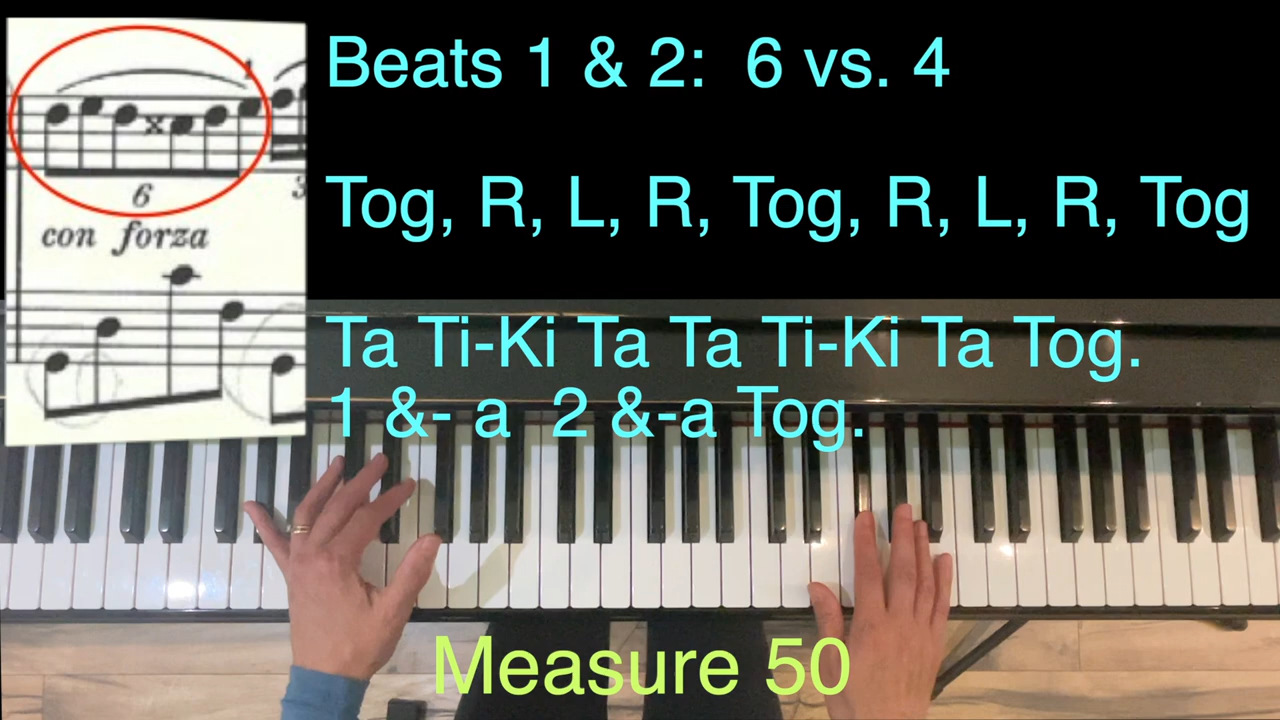 Beats 1 & 2: 6 vs. 4
Tog, R, L, R, Tog, R, L, R, Tog
6
con forza
Ta Ti-Ki Ta Ta Ti-Ki Ta Tog.
1 &- a 2 &-a Tog.
Measure 50